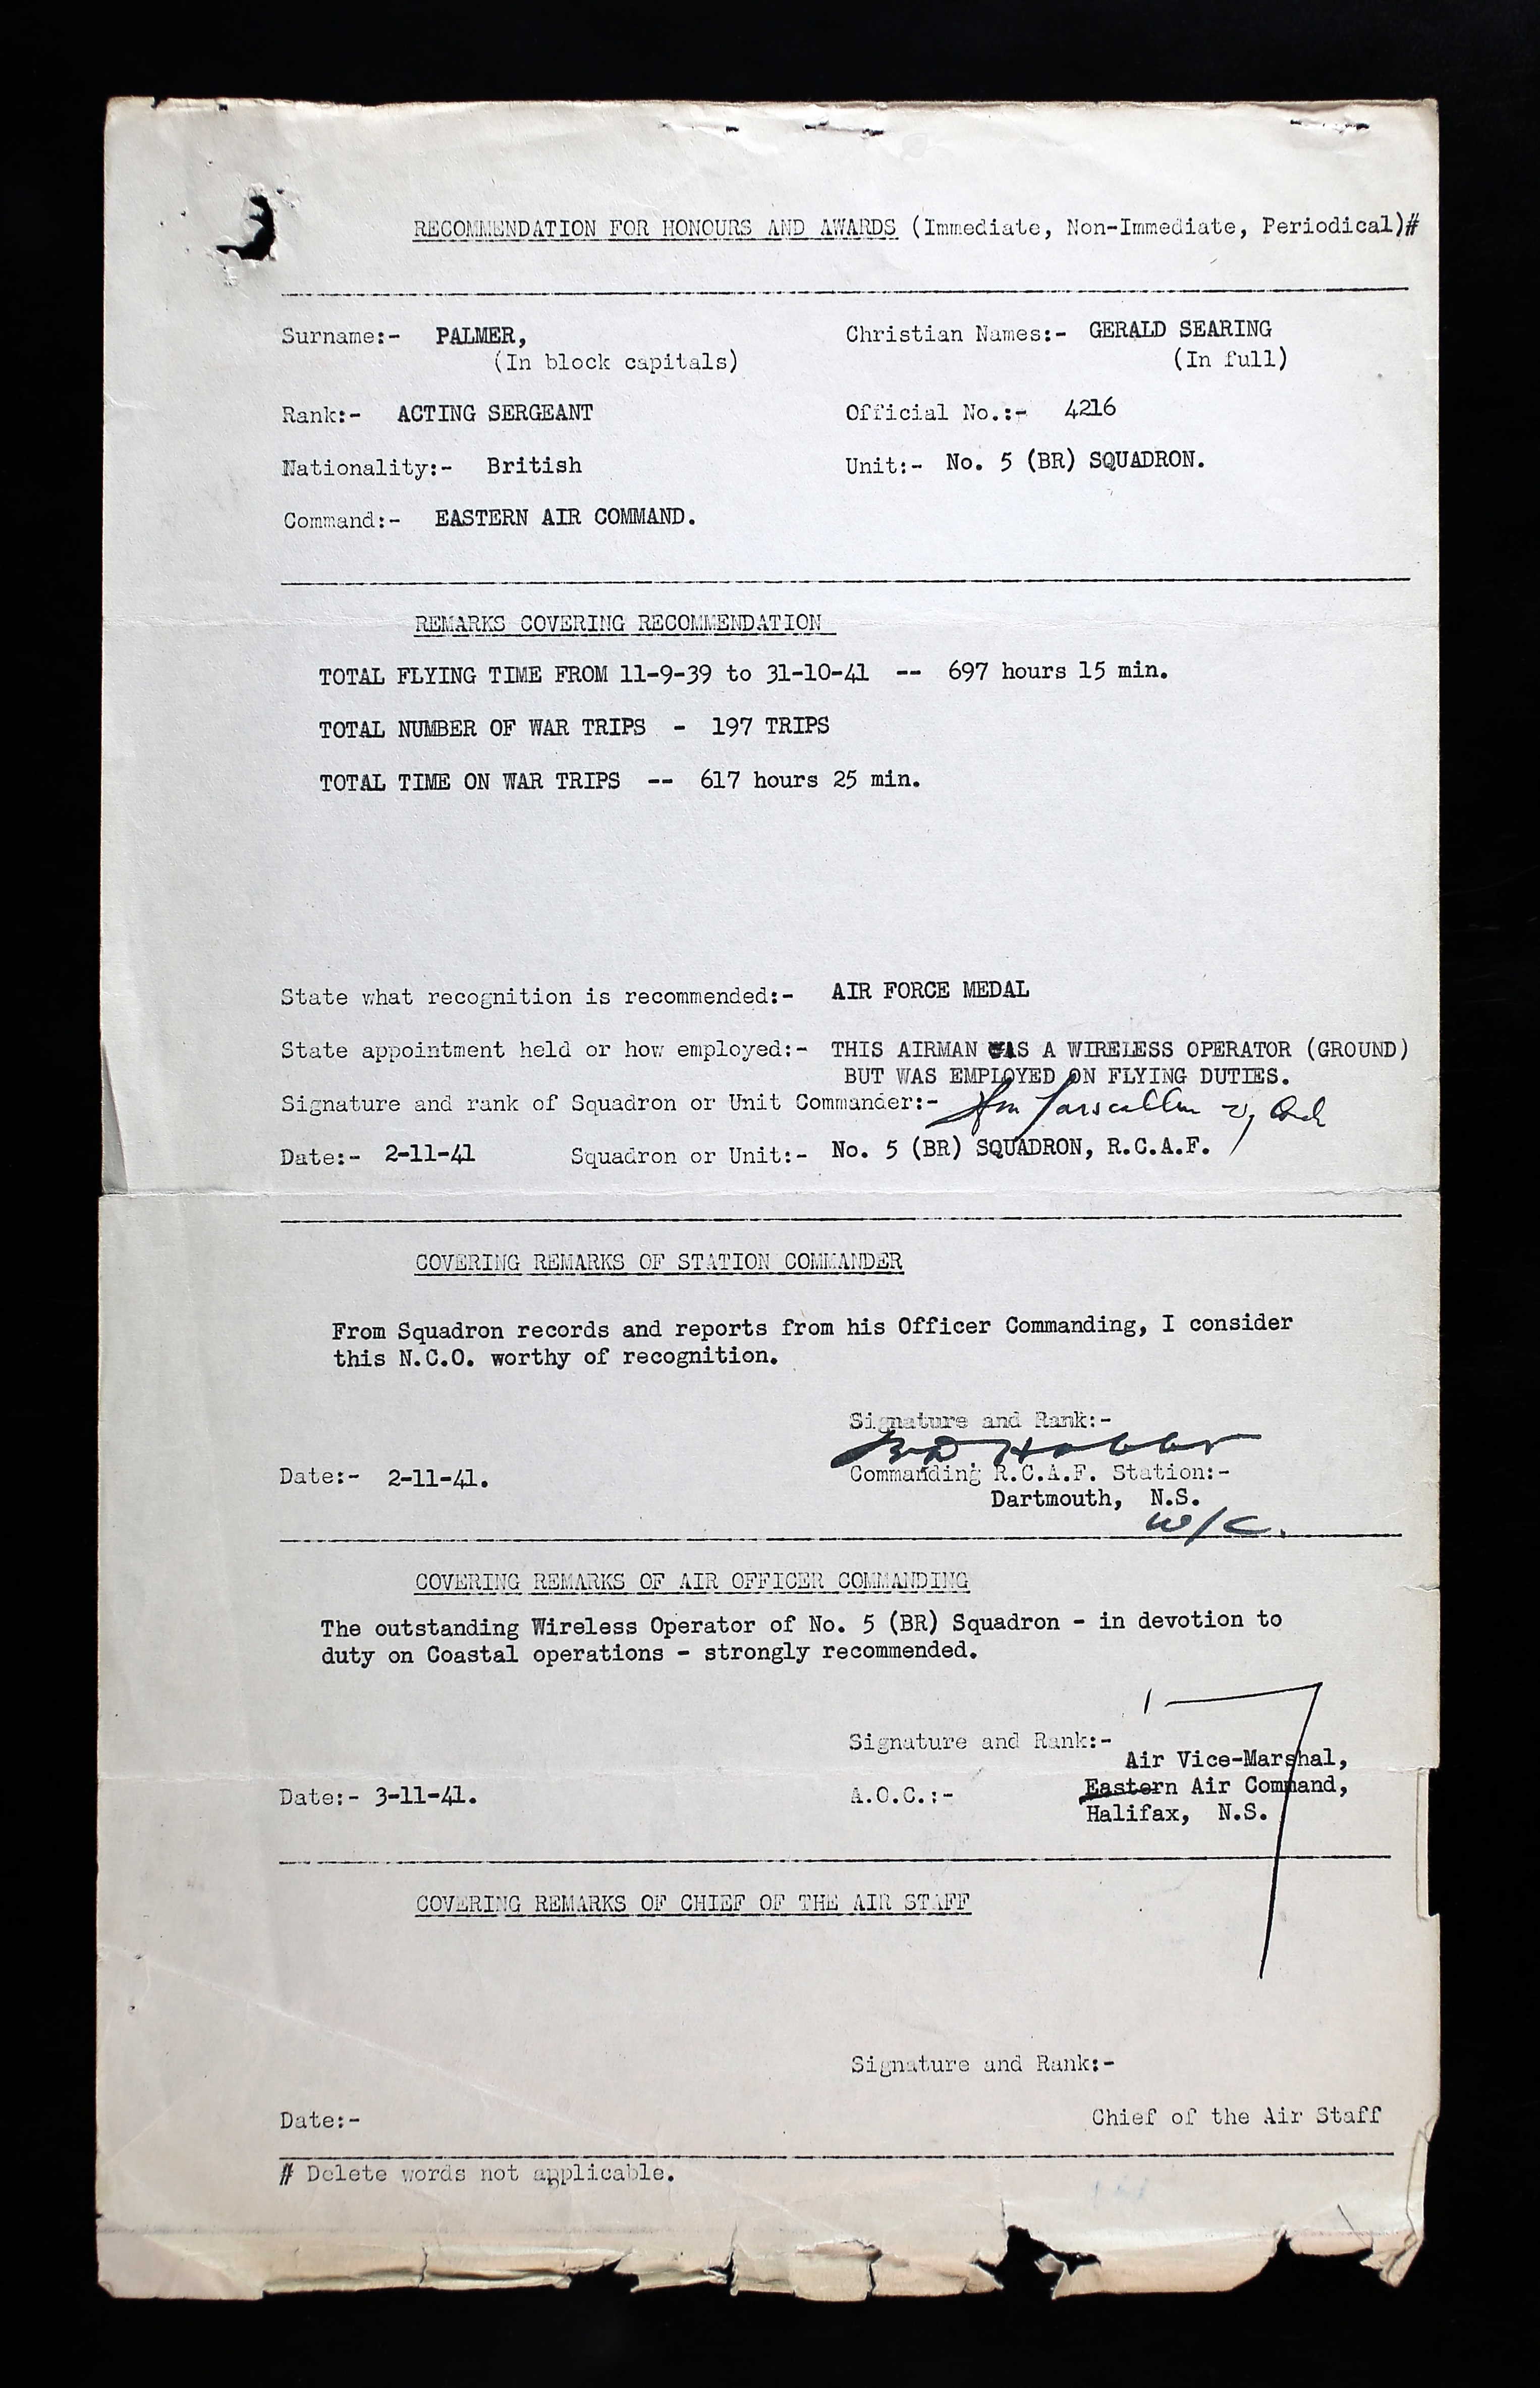 RECOMMENDATION FOR HONOURS AND AWARDS (Immediate, Non-Immediate, Periodical)#
Surname:- PALMER, Christian Names:- GERALD SEARING
(In block capitals) (In full)
Rank:- ACTING SERGEANT Official No.:- 4216
Nationality:- British Unit:- No. 5 (BR) SQUADRON.
Command:- EASTERN AIR COMMAND.
REMARKS COVERING RECOMMENDATION
TOTAL FLYING TIME FROM 11-9-39 to 31-10-41 -- 697 hours 15 min.
TOTAL NUMBER OF WAR TRIPS - 197 TRIPS
TOTAL TIME ON WAR TRIPS -- 617 hours 25 min.
State what recognition is recommended:- AIR FORCE MEDAL
State appointment held or how employed:- THIS AIRMAN WAS A WIRELESS OPERATOR (GROUND)
BUT WAS EMPLOYED ON FLYING DUTIES.
Signature and rank of Squadron or Unit Commander:-
Date:- 2-11-41 Squadron or Unit:- No. 5 (BR) SQUADRON, R.C.A.F.
COVERING REMARKS OF STATION COMMANDER
From Squadron records and reports from his Officer Commanding, I consider
this N.C.O. worthy of recognition.
Signature and Rank:-
Date:- 2-11-41. Commanding R.C.A.F. Station:-
Dartmouth, N.S.
W/C.
COVERING REMARKS OF AIR OFFICER COMMANDING
The outstanding Wireless Operator of No. 5 (BR) Squadron - in devotion to
duty on Coastal operations - strongly recommended.
Signature and Rank:-
Air Vice-Marshal,
Date:- 3-11-41. A.O.C.:- Eastern Air Command,
Halifax, N.S.
COVERING REMARKS OF CHIEF OF THE AIR STAFF
Signature and Rank:-
Date:- Chief of the Air Staff
# Delete words not applicable.